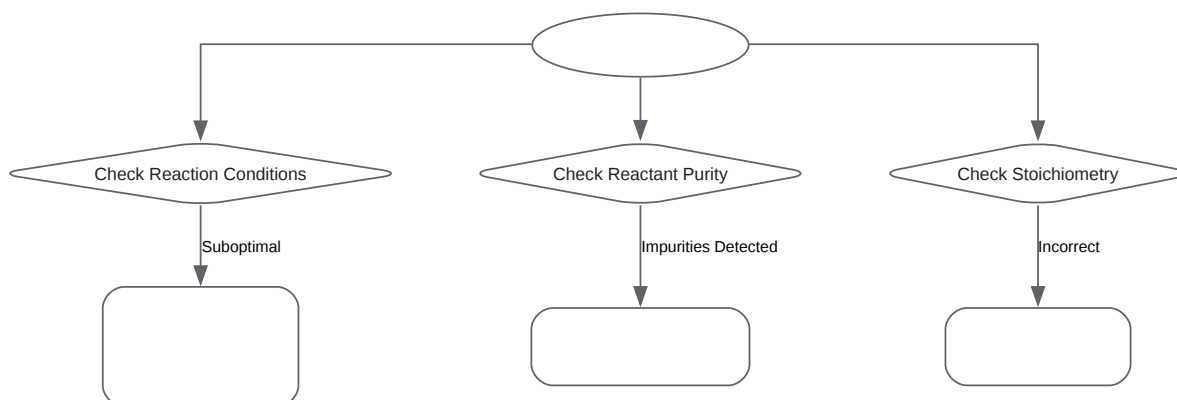 Check Reaction Conditions
Check Reactant Purity
Check Stoichiometry
Suboptimal
Impurities Detected
Incorrect